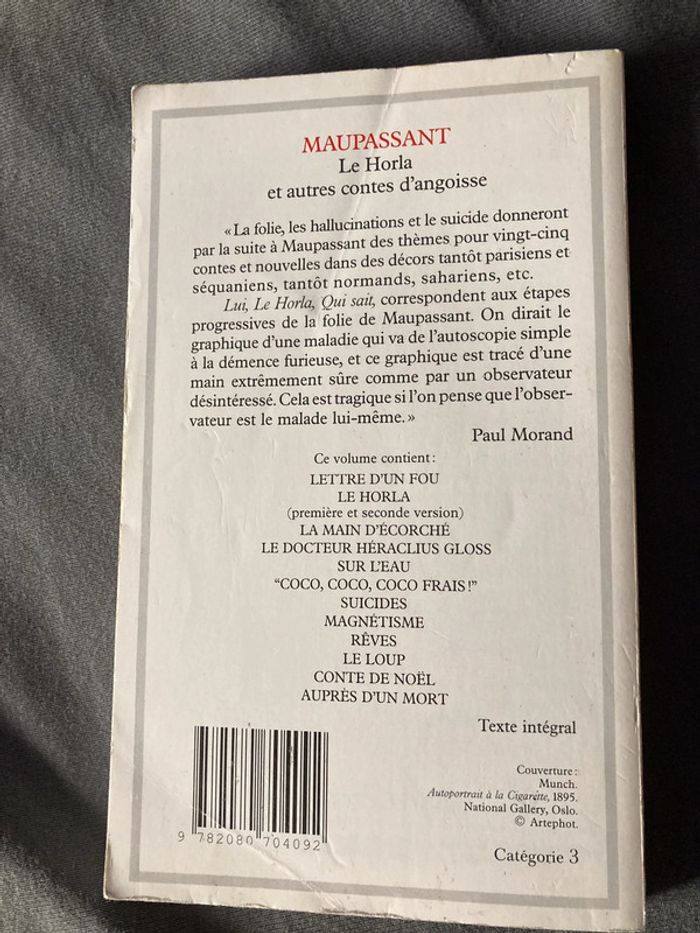 MAUPASSANT
Le Horla
et autres contes d'angoisse
« La folie, les hallucinations et le suicide donneront
par la suite à Maupassant des thèmes pour vingt-cinq
contes et nouvelles dans des décors tantôt parisiens et
séquaniens, tantôt normands, sahariens, etc.
Lui, Le Horla, Qui sait, correspondent aux étapes
progressives de la folie de Maupassant. On dirait le
graphique d'une maladie qui va de l'autoscopie simple
à la démence furieuse, et ce graphique est tracé d'une
main extrêmement sûre comme par un observateur
désintéressé. Cela est tragique si l'on pense que l'obser-
vateur est le malade lui-même. »
Paul Morand
Ce volume contient :
LETTRE D'UN FOU
LE HORLA
(première et seconde version)
LA MAIN D'ÉCORCHÉ
LE DOCTEUR HÉRACLIUS GLOSS
SUR L'EAU
"COCO, COCO, COCO FRAIS !"
SUICIDES
MAGNÉTISME
RÊVES
LE LOUP
CONTE DE NOËL
AUPRÈS D'UN MORT
Texte intégral
Couverture :
Munch.
Autoportrait à la Cigarette, 1895.
National Gallery, Oslo.
© Artephot.
9 782080 704092
Catégorie 3